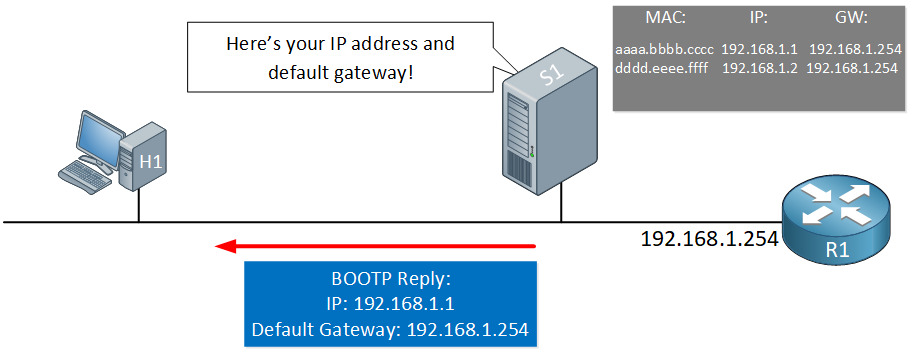 Here's your IP address and
default gateway!
S1
MAC: IP: GW:
aaaa.bbbb.cccc 192.168.1.1 192.168.1.254
dddd.eeee.ffff 192.168.1.2 192.168.1.254
H1
192.168.1.254
R1
BOOTP Reply:
IP: 192.168.1.1
Default Gateway: 192.168.1.254